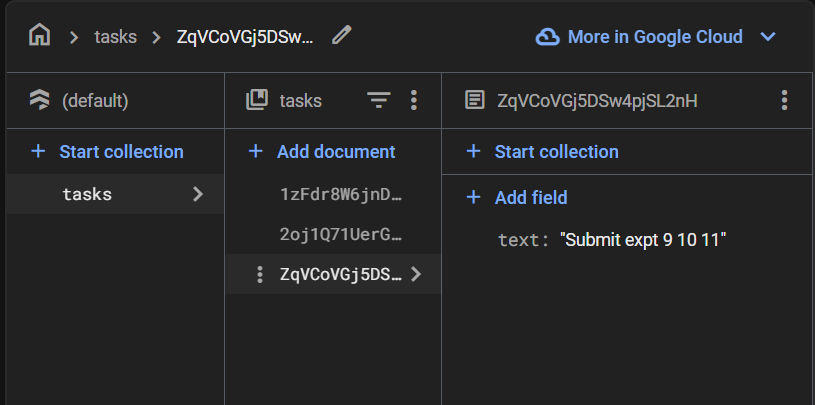 tasks
ZqVCoVGj5DSw...
More in Google Cloud
(default)
tasks
ZqVCoVGj5DSw4pjSL2nH
Start collection
Add document
Start collection
tasks
1zFdr8W6jnD...
Add field
2oj1Q71UerG...
text: "Submit expt 9 10 11"
ZqVCoVGj5DS...